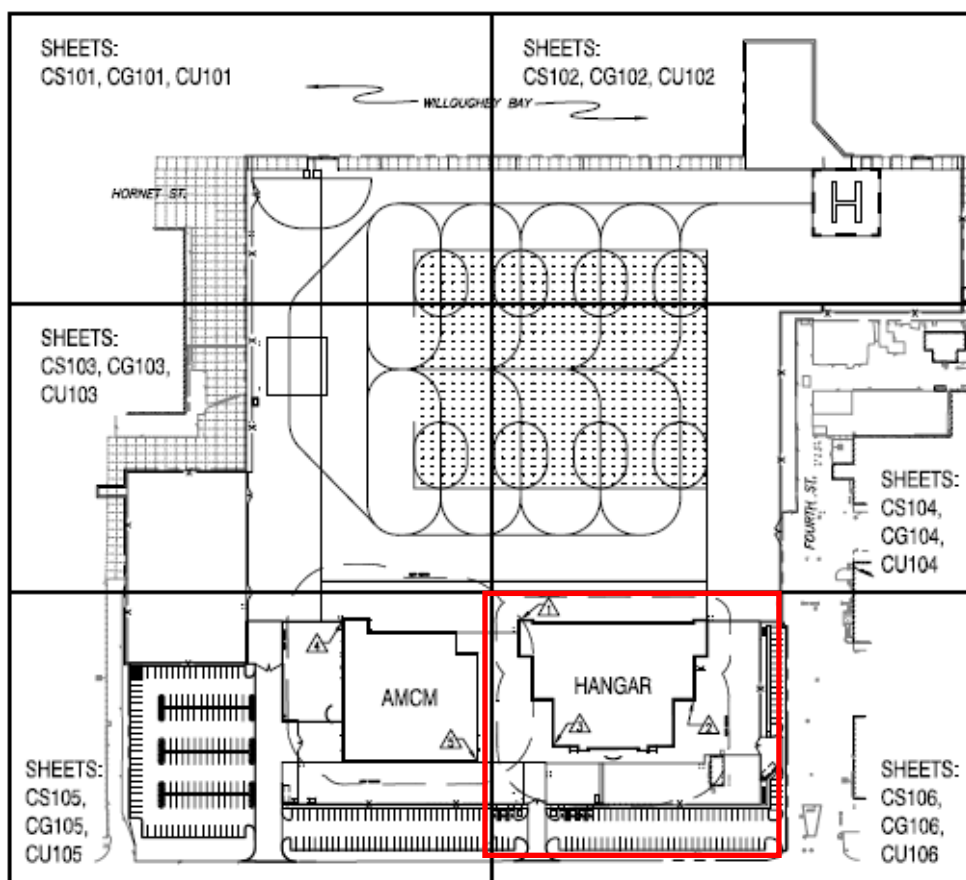 SHEETS:
CS101, CG101, CU101
SHEETS:
CS102, CG102, CU102
WILLOUGHBY BAY
HORNET ST.
H
SHEETS:
CS103, CG103,
CU103
FOURTH ST.
SHEETS:
CS104,
CG104,
CU104
1
4
AMCM
HANGAR
5
3
2
SHEETS:
CS105,
CG105,
CU105
SHEETS:
CS106,
CG106,
CU106